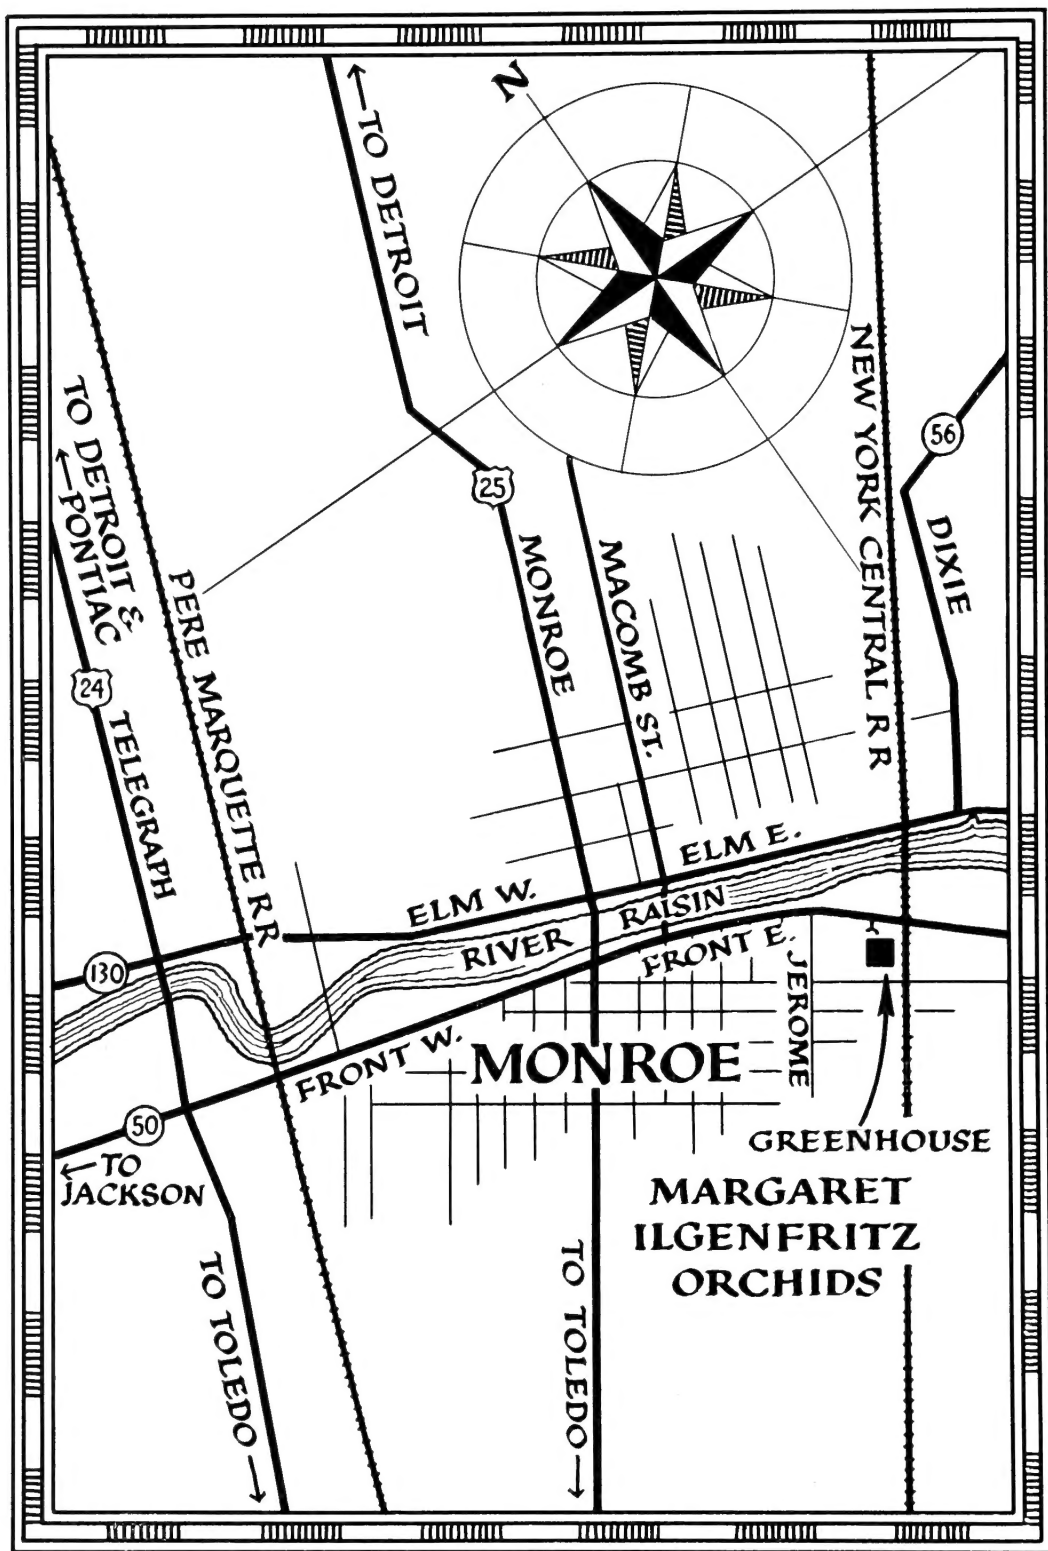 N
← TO DETROIT
TO DETROIT &
← PONTIAC
PERE MARQUETTE RR
NEW YORK CENTRAL RR
56
DIXIE
25
MONROE
MACOMB ST.
24
TELEGRAPH
ELM E.
ELM W.
RIVER RAISIN
130
FRONT E.
FRONT W.
JEROME
MONROE
50
← TO
JACKSON
GREENHOUSE
MARGARET
ILGENFRITZ
ORCHIDS
TO TOLEDO →
TO TOLEDO →